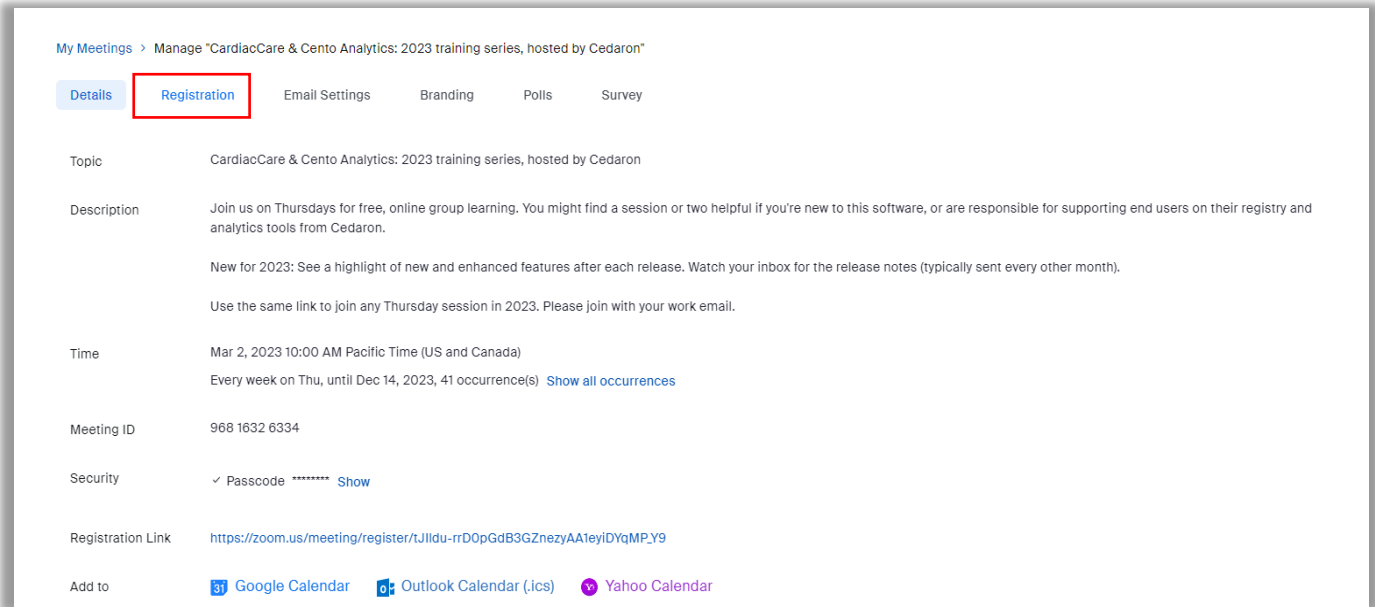 My Meetings > Manage "CardiacCare & Cento Analytics: 2023 training series, hosted by Cedaron"
Details Registration Email Settings Branding Polls Survey
Topic CardiacCare & Cento Analytics: 2023 training series, hosted by Cedaron
Description Join us on Thursdays for free, online group learning. You might find a session or two helpful if you're new to this software, or are responsible for supporting end users on their registry and
analytics tools from Cedaron.
New for 2023: See a highlight of new and enhanced features after each release. Watch your inbox for the release notes (typically sent every other month).
Use the same link to join any Thursday session in 2023. Please join with your work email.
Time Mar 2, 2023 10:00 AM Pacific Time (US and Canada)
Every week on Thu, until Dec 14, 2023, 41 occurrence(s) Show all occurrences
Meeting ID 968 1632 6334
Security ✓ Passcode ******** Show
Registration Link https://zoom.us/meeting/register/tJIldu-rrD0pGdB3GZnezyAA1eyiDYqMP_Y9
Add to 31 Google Calendar Outlook Calendar (.ics) Yahoo Calendar